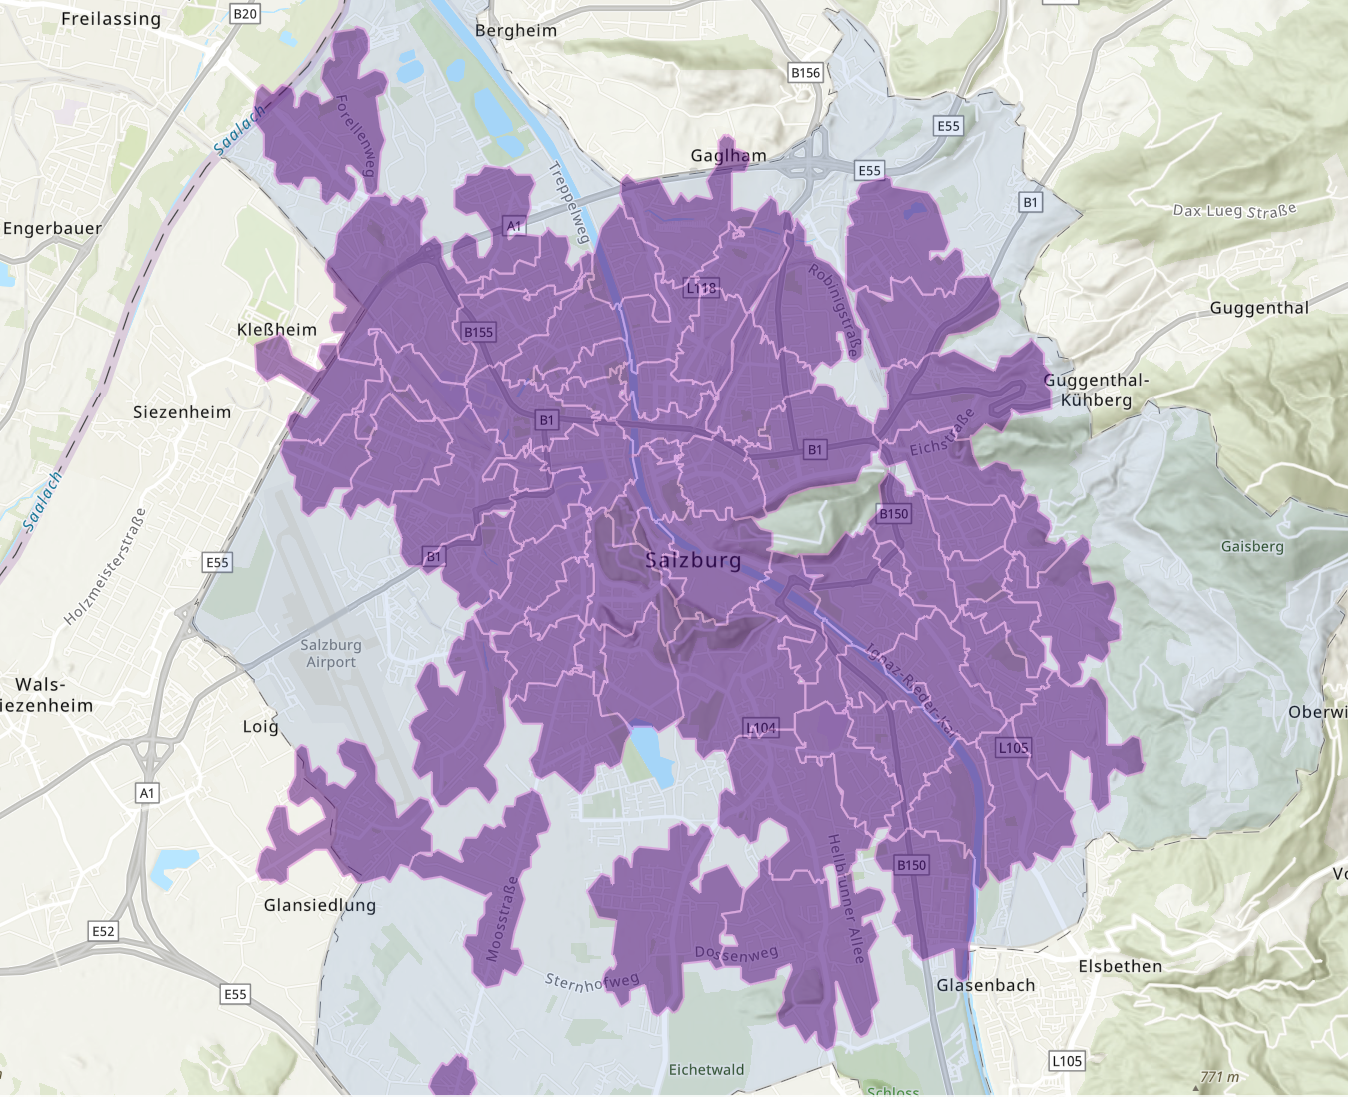 Freilassing
B20
Bergheim
B156
E55
Saalach
Forellenweg
Gaglham
E55
Treppelweg
B1
Dax Lueg Straße
Engerbauer
A1
L118
Robinigstraße
Guggenthal
Kleßheim
B155
Guggenthal-
Kühberg
Siezenheim
B1
Eichstraße
B1
Saalach
B150
Holzmeisterstraße
B1
E55
Salzburg
Gaisberg
Salzburg
Airport
Ignaz-Rieder-Kai
Wals-
iezenheim
Loig
L104
L105
Oberwi
A1
Hellbrunner Allee
B150
Vo
Glansiedlung
Moosstraße
E52
Dossenweg
Sternhofweg
Elsbethen
Glasenbach
E55
Eichetwald
L105
771 m
Schloss